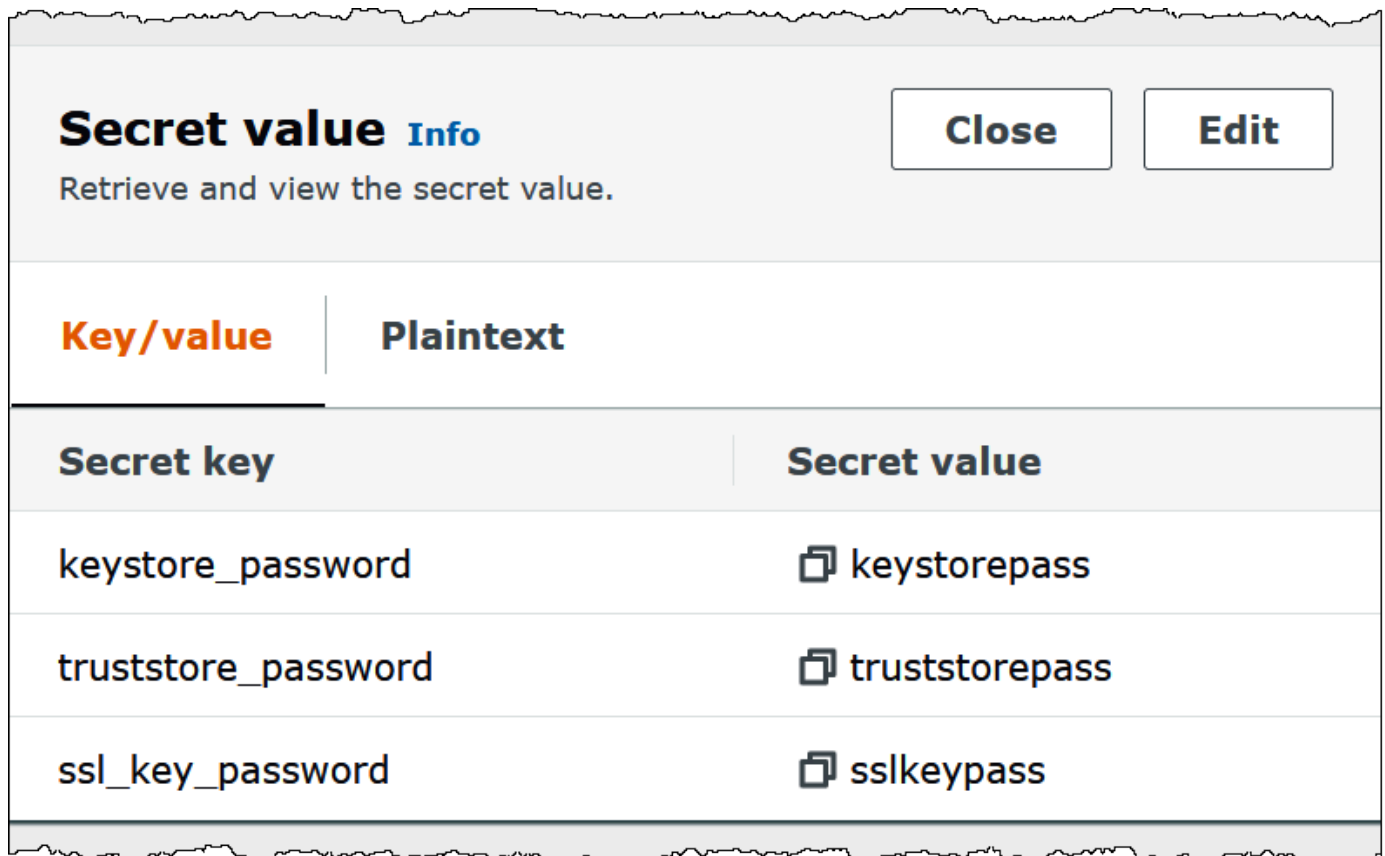 Secret value Info
Close
Edit
Retrieve and view the secret value.
Key/value
Plaintext
Secret key
Secret value
keystore_password
keystorepass
truststore_password
truststorepass
ssl_key_password
sslkeypass